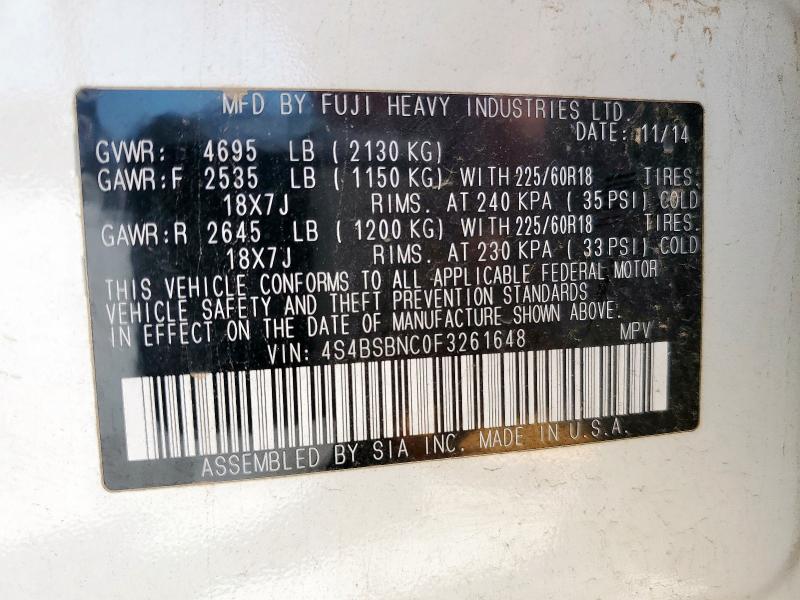 MFD BY FUJI HEAVY INDUSTRIES LTD.
DATE: 11/14
GVWR: 4695 LB ( 2130 KG)
GAWR:F 2535 LB ( 1150 KG) WITH 225/60R18 TIRES.
18X7J RIMS. AT 240 KPA ( 35 PSI) COLD
GAWR:R 2645 LB ( 1200 KG) WITH 225/60R18 TIRES.
18X7J RIMS. AT 230 KPA ( 33 PSI) COLD
THIS VEHICLE CONFORMS TO ALL APPLICABLE FEDERAL MOTOR
VEHICLE SAFETY AND THEFT PREVENTION STANDARDS
IN EFFECT ON THE DATE OF MANUFACTURE SHOWN ABOVE.
VIN: 4S4BSBNC0F3261648 MPV
ASSEMBLED BY SIA INC. MADE IN U.S.A.